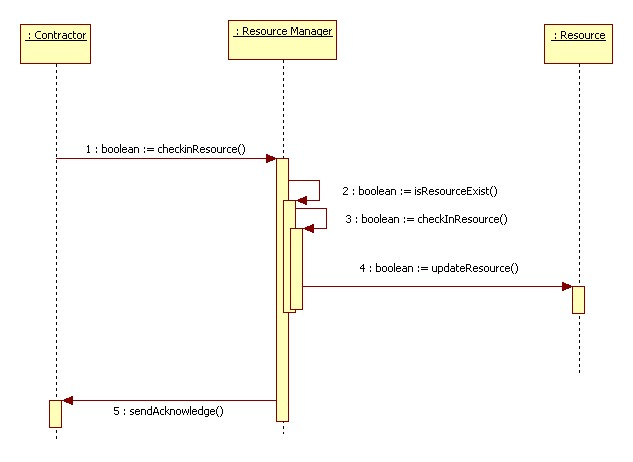 : Contractor
: Resource Manager
: Resource
1 : boolean := checkinResource()
2 : boolean := isResourceExist()
3 : boolean := checkInResource()
4 : boolean := updateResource()
5 : sendAcknowledge()